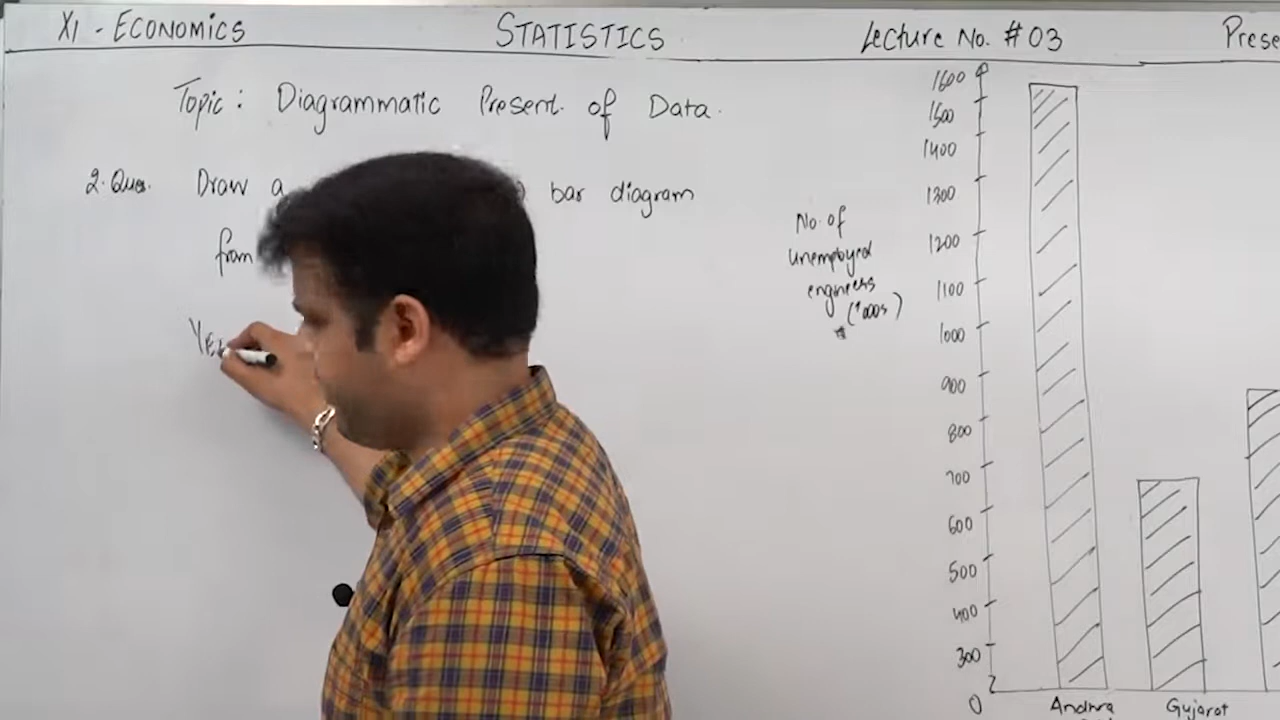 XI - ECONOMICS
STATISTICS
Lecture No. #03
Prese
Topic: Diagrammatic Present. of Data.
2. Ques. Draw a bar diagram
from
No. of
unemployed
engineers
('000s)
1600
1500
1400
1300
1200
1100
1000
900
800
700
600
500
400
300
0
Andhra
Gujarat